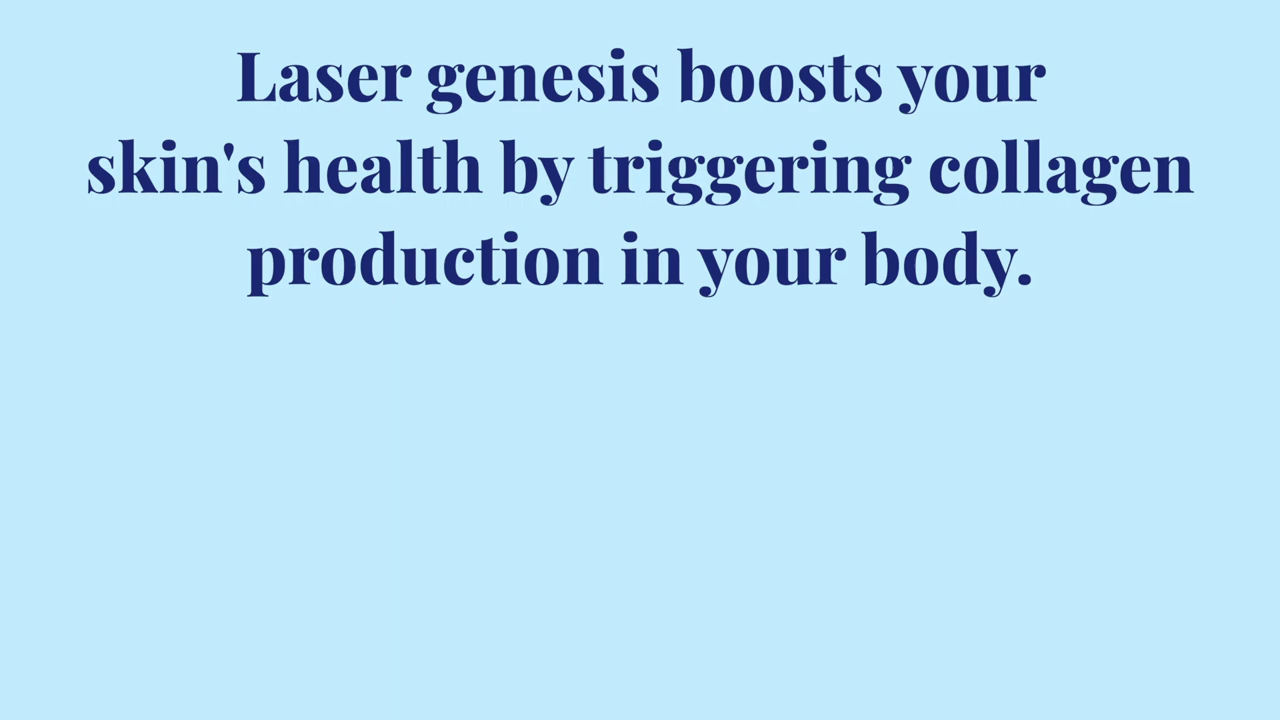 Laser genesis boosts your
skin's health by triggering collagen
production in your body.